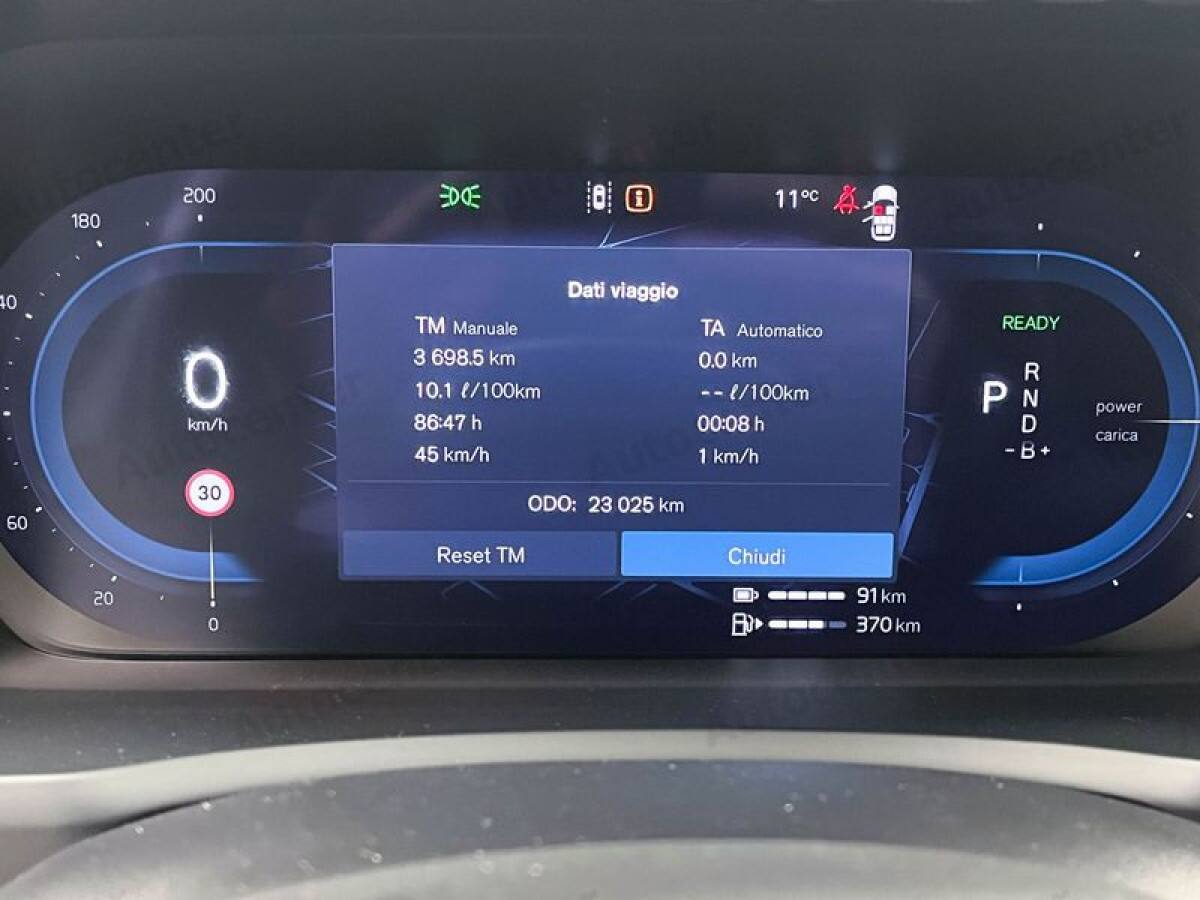 200
180
40
60
20
0
0
km/h
30
11°C
Dati viaggio
TM Manuale
3 698.5 km
10.1 ℓ/100km
86:47 h
45 km/h
TA Automatico
0.0 km
-- ℓ/100km
00:08 h
1 km/h
ODO: 23 025 km
Reset TM
Chiudi
91 km
370 km
READY
P
R
N
D
- B +
power
carica
Autocenter